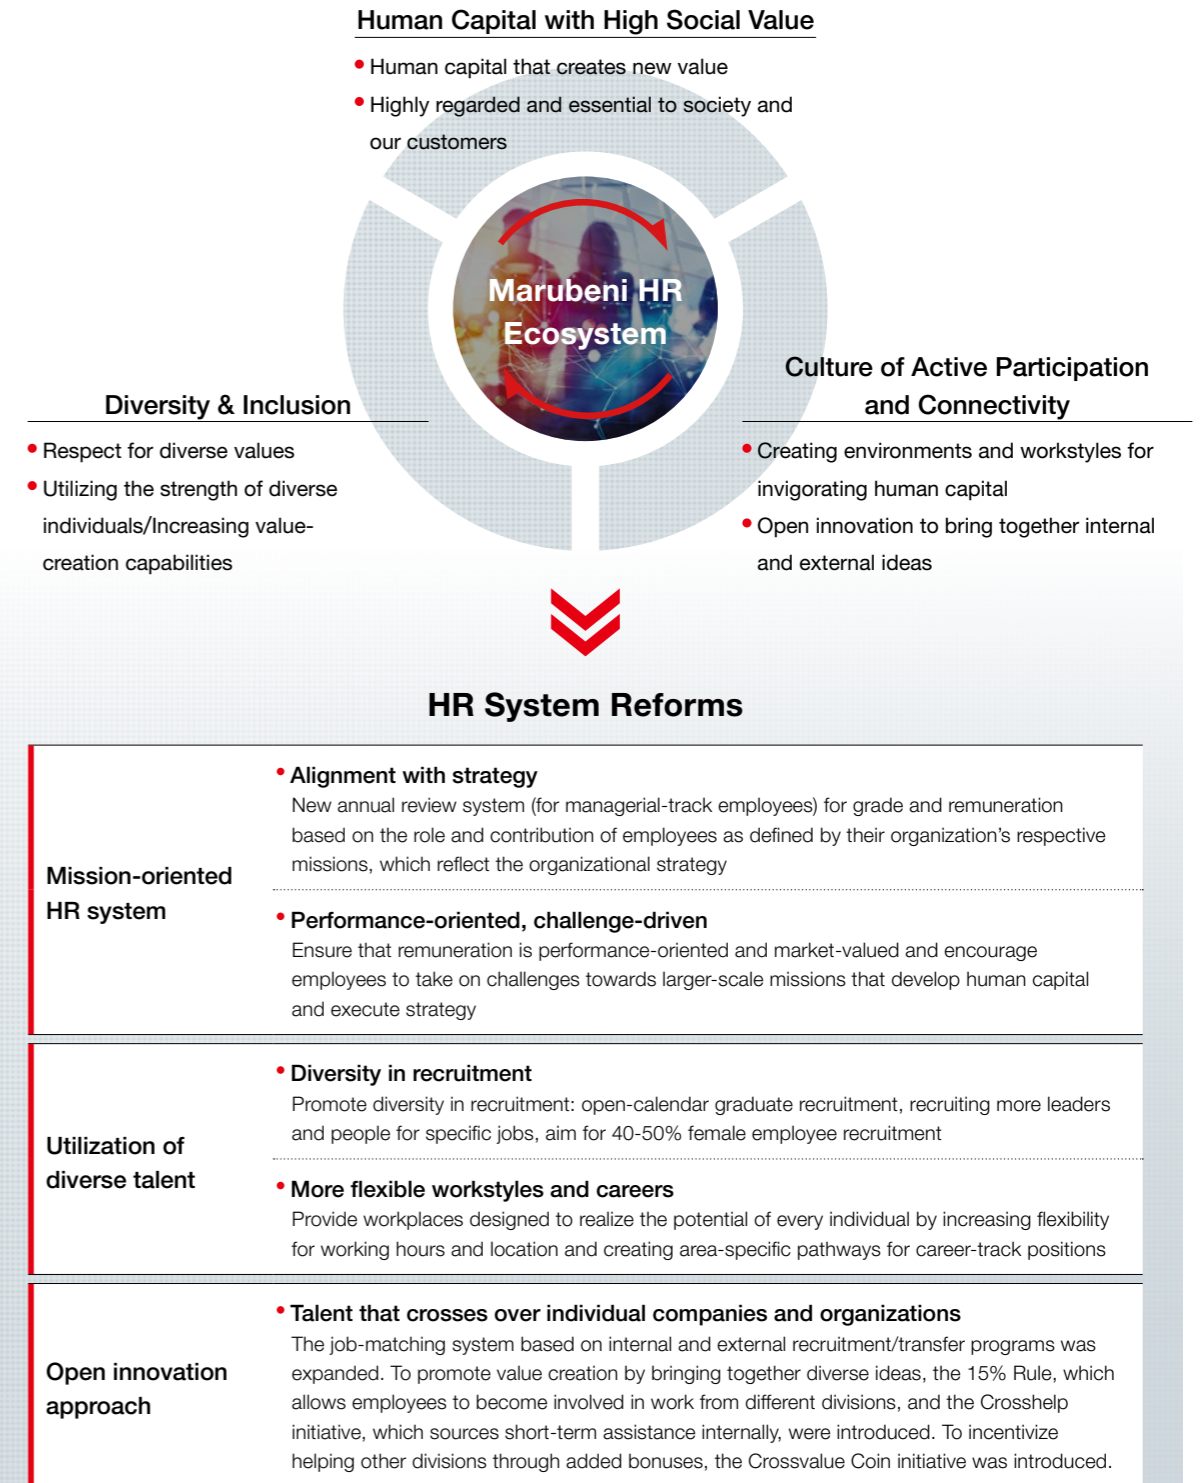 Human Capital with High Social Value
• Human capital that creates new value
• Highly regarded and essential to society and
our customers
Marubeni HR
Ecosystem
Diversity & Inclusion
• Respect for diverse values
• Utilizing the strength of diverse
individuals/Increasing value-
creation capabilities
Culture of Active Participation
and Connectivity
• Creating environments and workstyles for
invigorating human capital
• Open innovation to bring together internal
and external ideas
HR System Reforms
Mission-oriented
HR system
• Alignment with strategy
New annual review system (for managerial-track employees) for grade and remuneration
based on the role and contribution of employees as defined by their organization’s respective
missions, which reflect the organizational strategy
• Performance-oriented, challenge-driven
Ensure that remuneration is performance-oriented and market-valued and encourage
employees to take on challenges towards larger-scale missions that develop human capital
and execute strategy
Utilization of
diverse talent
• Diversity in recruitment
Promote diversity in recruitment: open-calendar graduate recruitment, recruiting more leaders
and people for specific jobs, aim for 40-50% female employee recruitment
• More flexible workstyles and careers
Provide workplaces designed to realize the potential of every individual by increasing flexibility
for working hours and location and creating area-specific pathways for career-track positions
Open innovation
approach
• Talent that crosses over individual companies and organizations
The job-matching system based on internal and external recruitment/transfer programs was
expanded. To promote value creation by bringing together diverse ideas, the 15% Rule, which
allows employees to become involved in work from different divisions, and the Crosshelp
initiative, which sources short-term assistance internally, were introduced. To incentivize
helping other divisions through added bonuses, the Crossvalue Coin initiative was introduced.